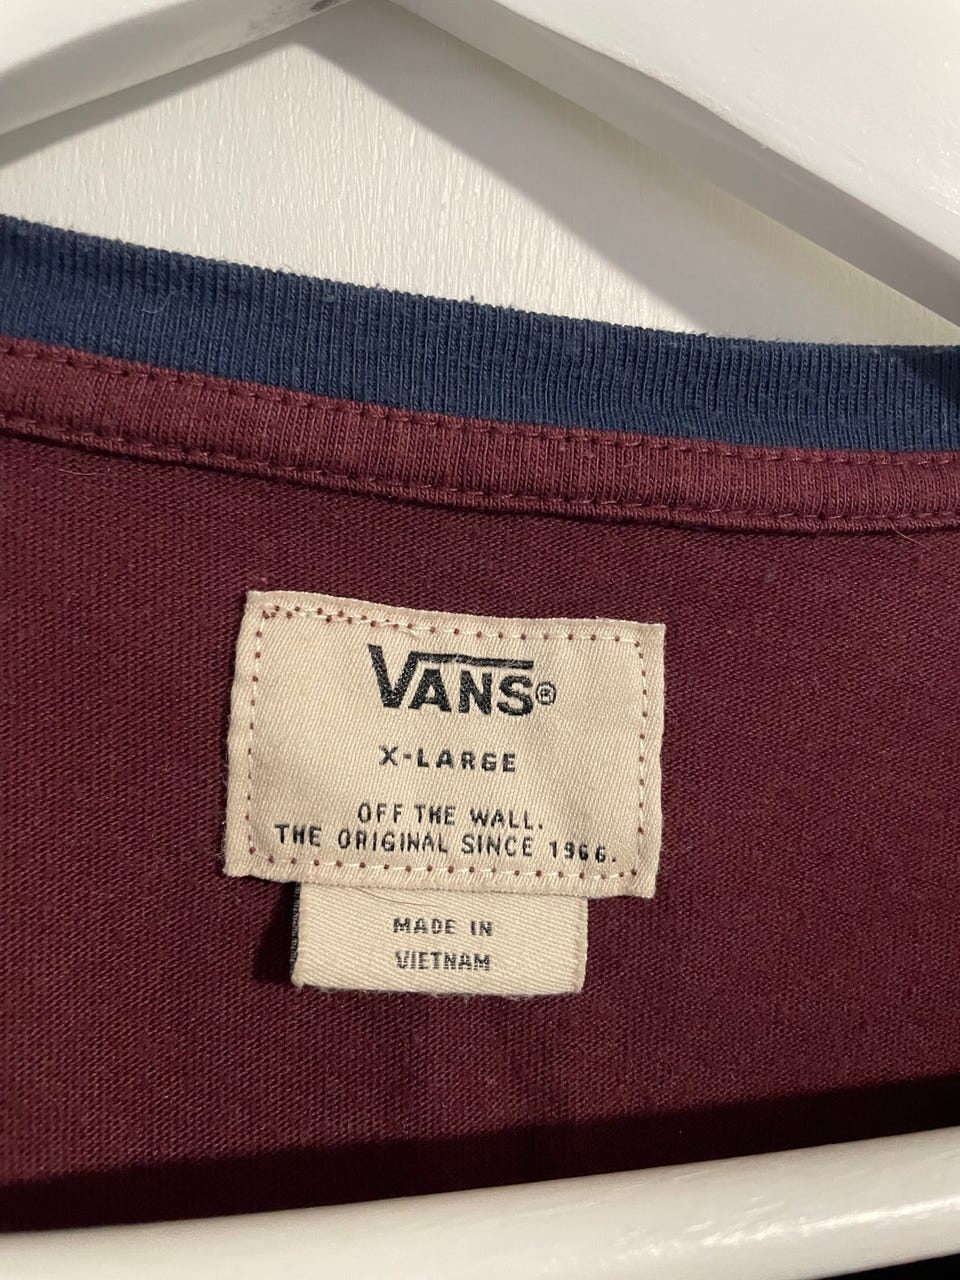 VANS®
X-LARGE
OFF THE WALL.
THE ORIGINAL SINCE 1966.
MADE IN
VIETNAM